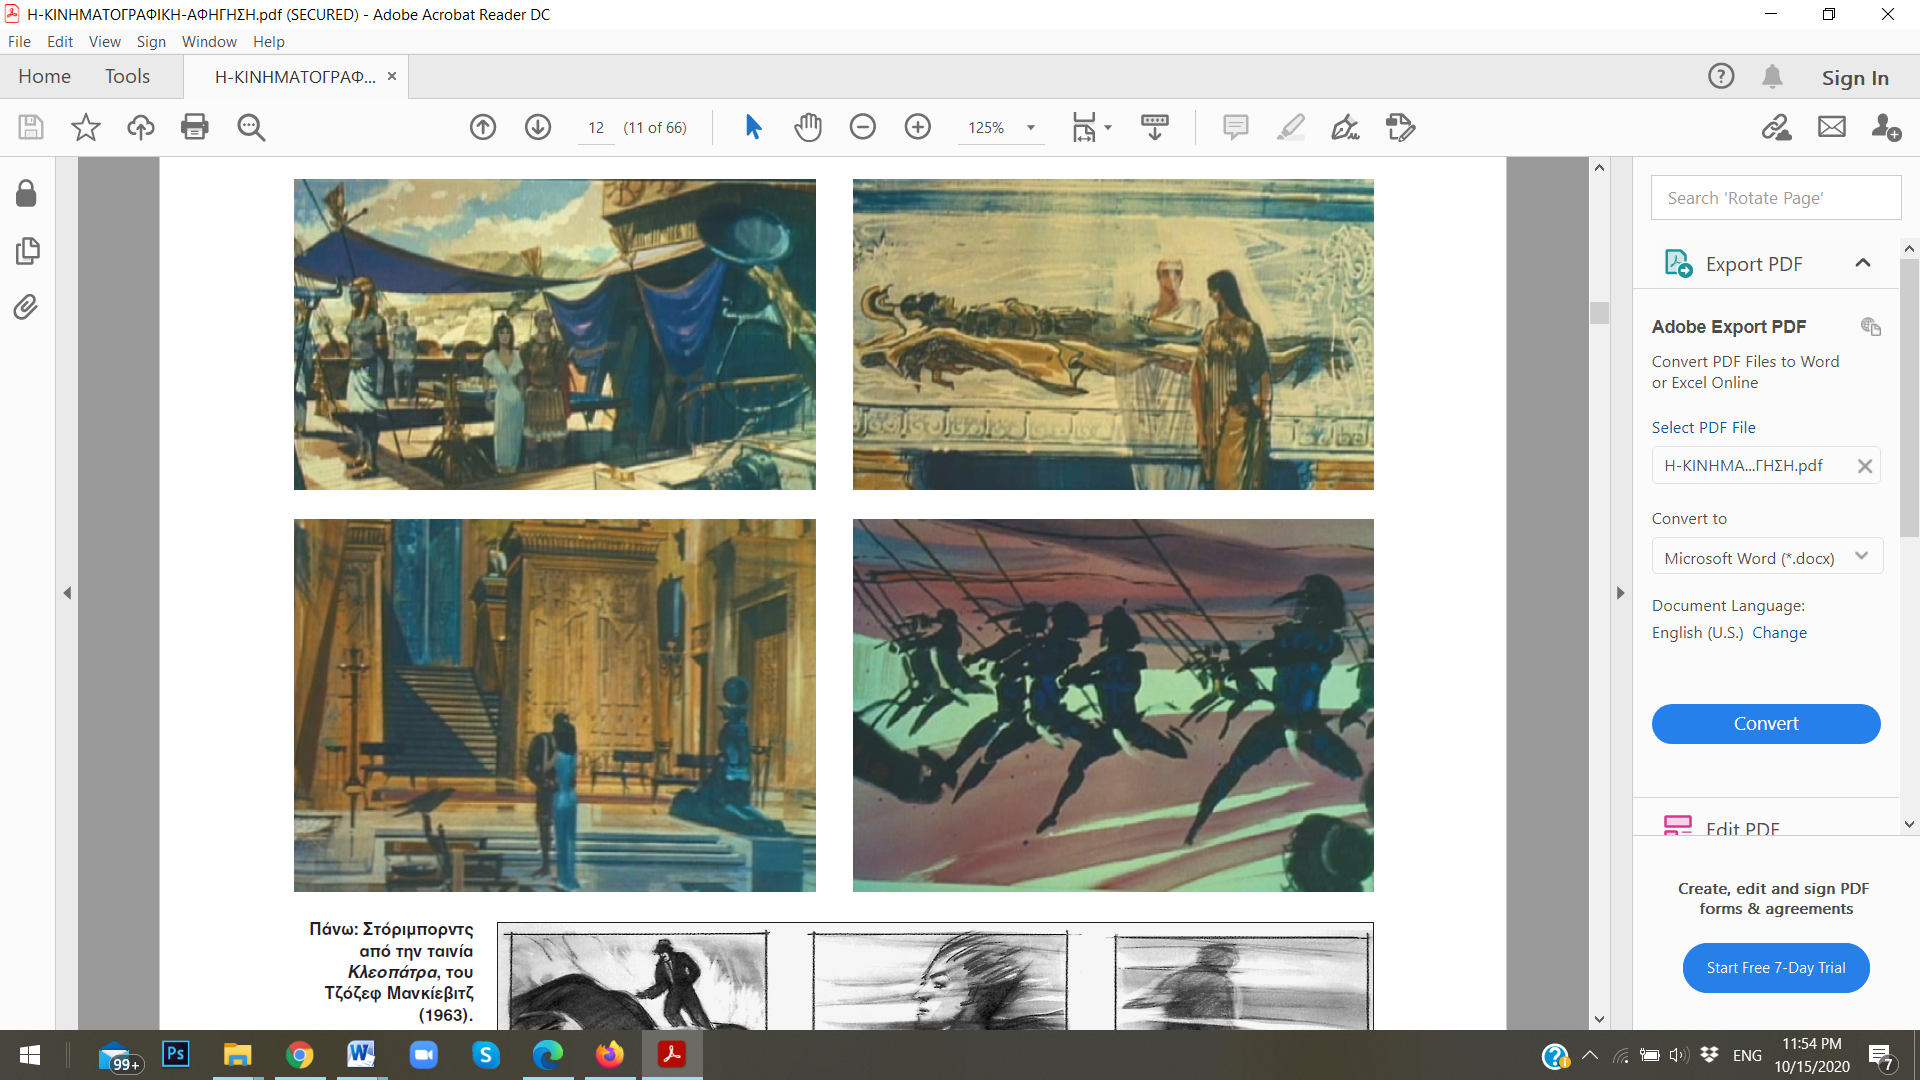 Η-ΚΙΝΗΜΑΤΟΓΡΑΦΙΚΗ-ΑΦΗΓΗΣΗ.pdf (SECURED) - Adobe Acrobat Reader DC
File Edit View Sign Window Help
Home Tools Η-ΚΙΝΗΜΑΤΟΓΡΑΦ... ×
? Sign In
12 (11 of 66) 125%
Search 'Rotate Page'
Export PDF
Adobe Export PDF
Convert PDF Files to Word
or Excel Online
Select PDF File
Η-ΚΙΝΗΜΑ...ΓΗΣΗ.pdf
Convert to
Microsoft Word (*.docx)
Document Language:
English (U.S.) Change
Convert
Edit PDF
Create, edit and sign PDF
forms & agreements
Start Free 7-Day Trial
Πάνω: Στόριμπορντς
από την ταινία
Κλεοπάτρα, του
Τζόζεφ Μανκίεβιτζ
(1963).
99+ Ps W S ENG 11:54 PM
10/15/2020 7